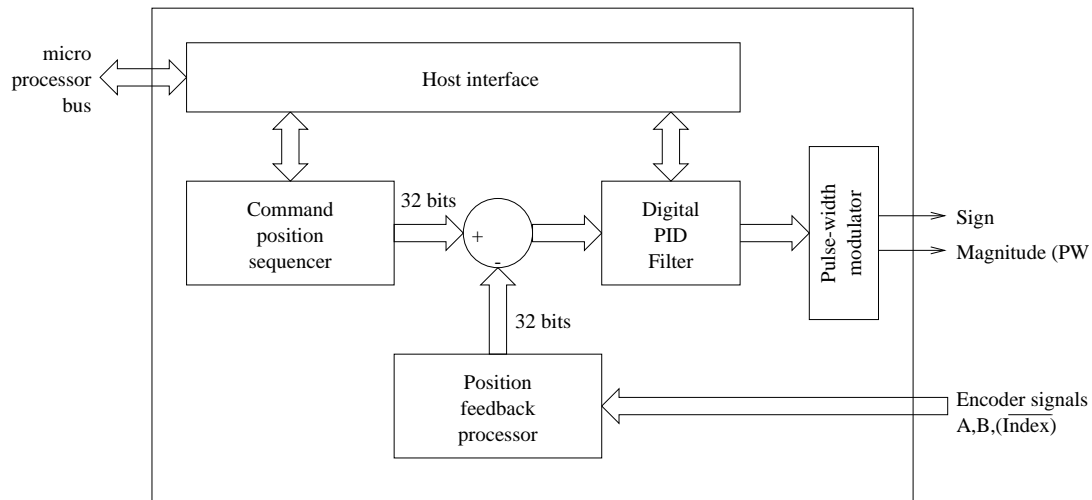 micro
processor
bus
Host interface
Command
position
sequencer
32 bits
+
-
Digital
PID
Filter
Pulse-width
modulator
Sign
Magnitude (PW
32 bits
Position
feedback
processor
Encoder signals
A,B,(Index)